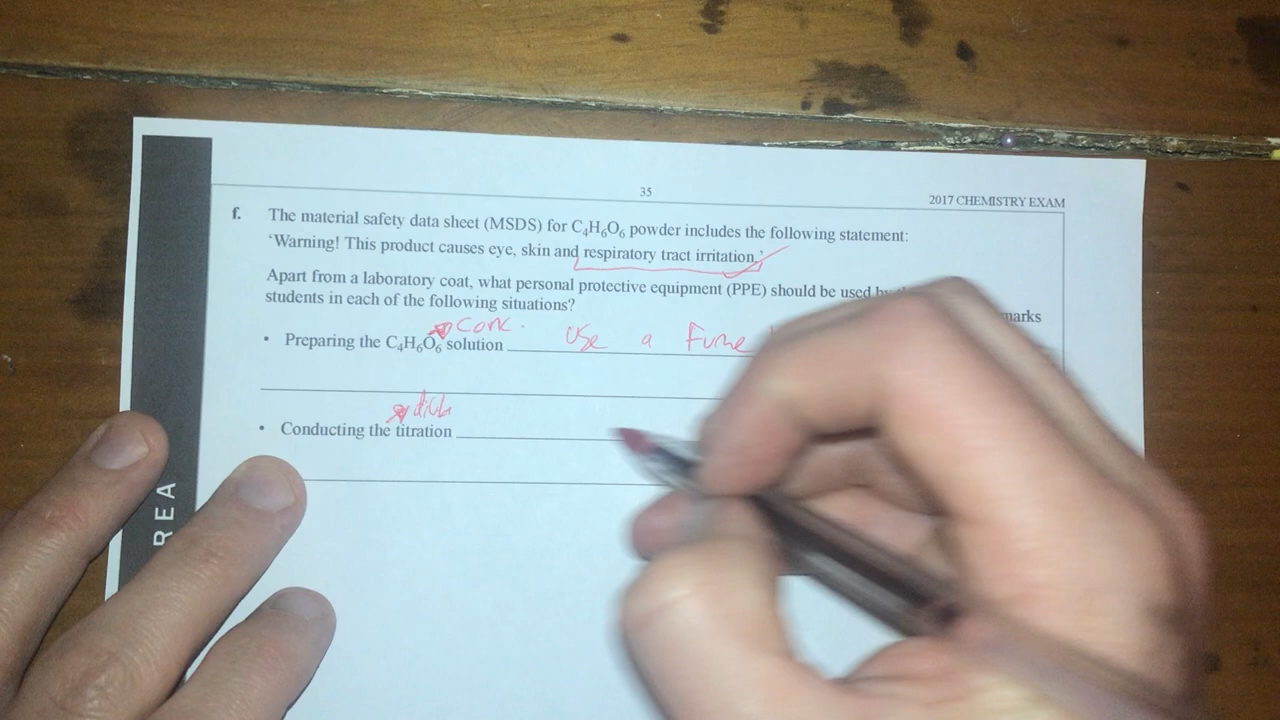 35
2017 CHEMISTRY EXAM
f. The material safety data sheet (MSDS) for C₄H₆O₆ powder includes the following statement:
‘Warning! This product causes eye, skin and respiratory tract irritation.’
Apart from a laboratory coat, what personal protective equipment (PPE) should be used
students in each of the following situations?
marks
conc.
• Preparing the C₄H₆O₆ solution Use a Fume
• Conducting the titration
REA